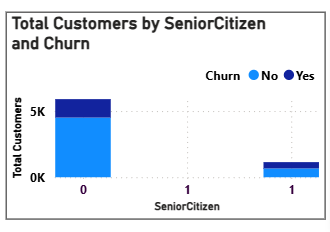 Total Customers by SeniorCitizen
and Churn
Churn No Yes
Total Customers
5K
0K
0 1 1
SeniorCitizen